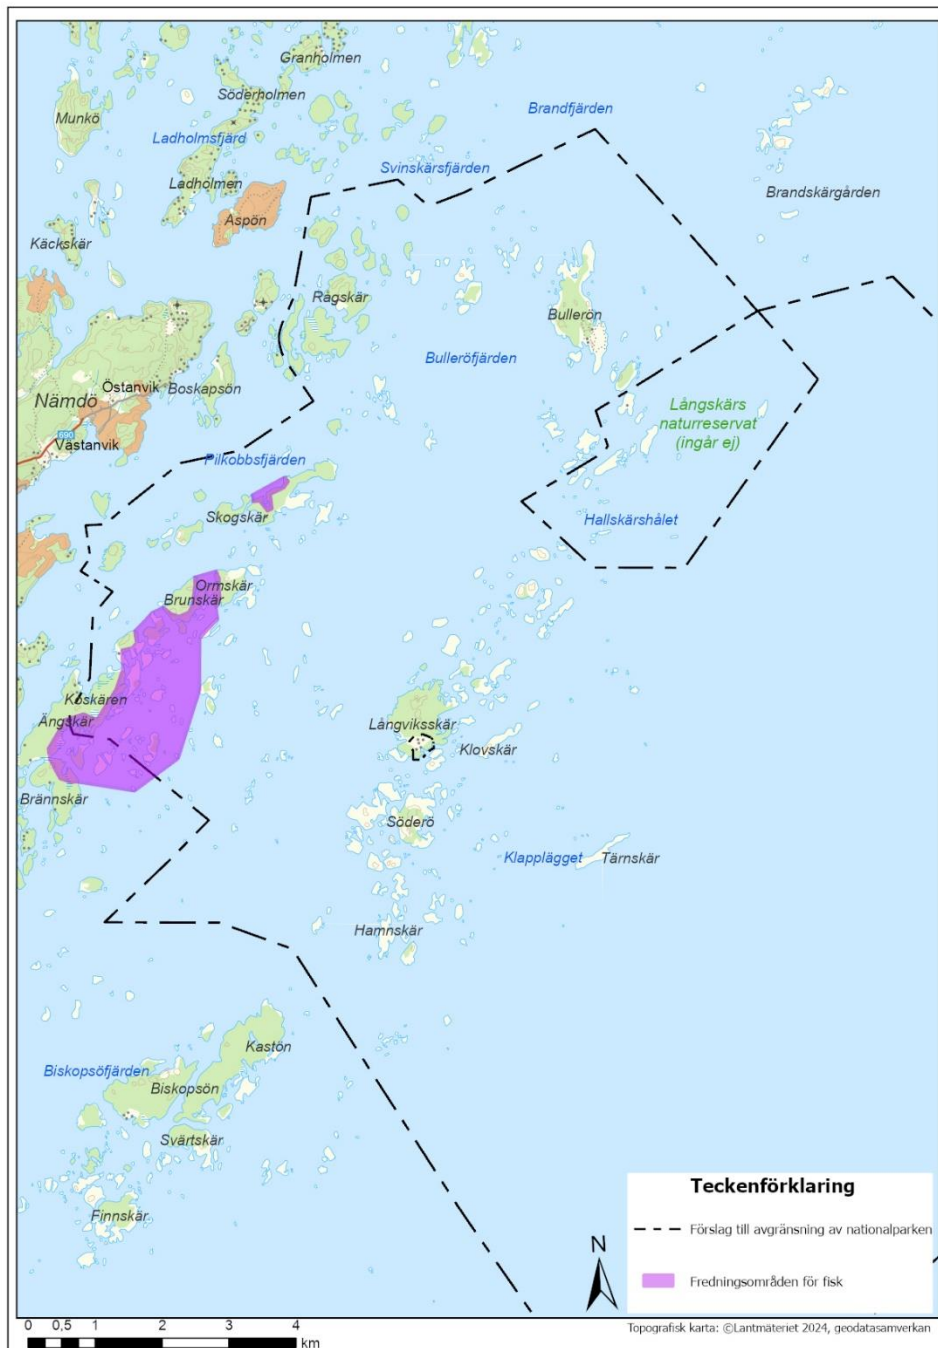 Granholmen
Söderholmen
Brandfjärden
Munkö
Ladholmsfjärd
Svinskärsfjärden
Ladholmen
Brandskärgården
Aspön
Käckskär
Rågskär
Bullerön
Bulleröfjärden
Östanvik
Boskapsön
Nämdö
Långskärs
naturreservat
(ingår ej)
690
Västanvik
Pilkobbsfjärden
Skogskär
Hallskärshålet
Ormskär
Brunskär
Koskären
Ängskär
Långviksskär
Klovskär
Brännskär
Söderö
Klapplägget
Tärnskär
Hamnskär
Kastön
Biskopsöfjärden
Biskopsön
Svärtskär
Finnskär
N
Teckenförklaring
Förslag till avgränsning av nationalparken
Fredningsområden för fisk
0 0,5 1 2 3 4
km
Topografisk karta: ©Lantmäteriet 2024, geodatasamverkan